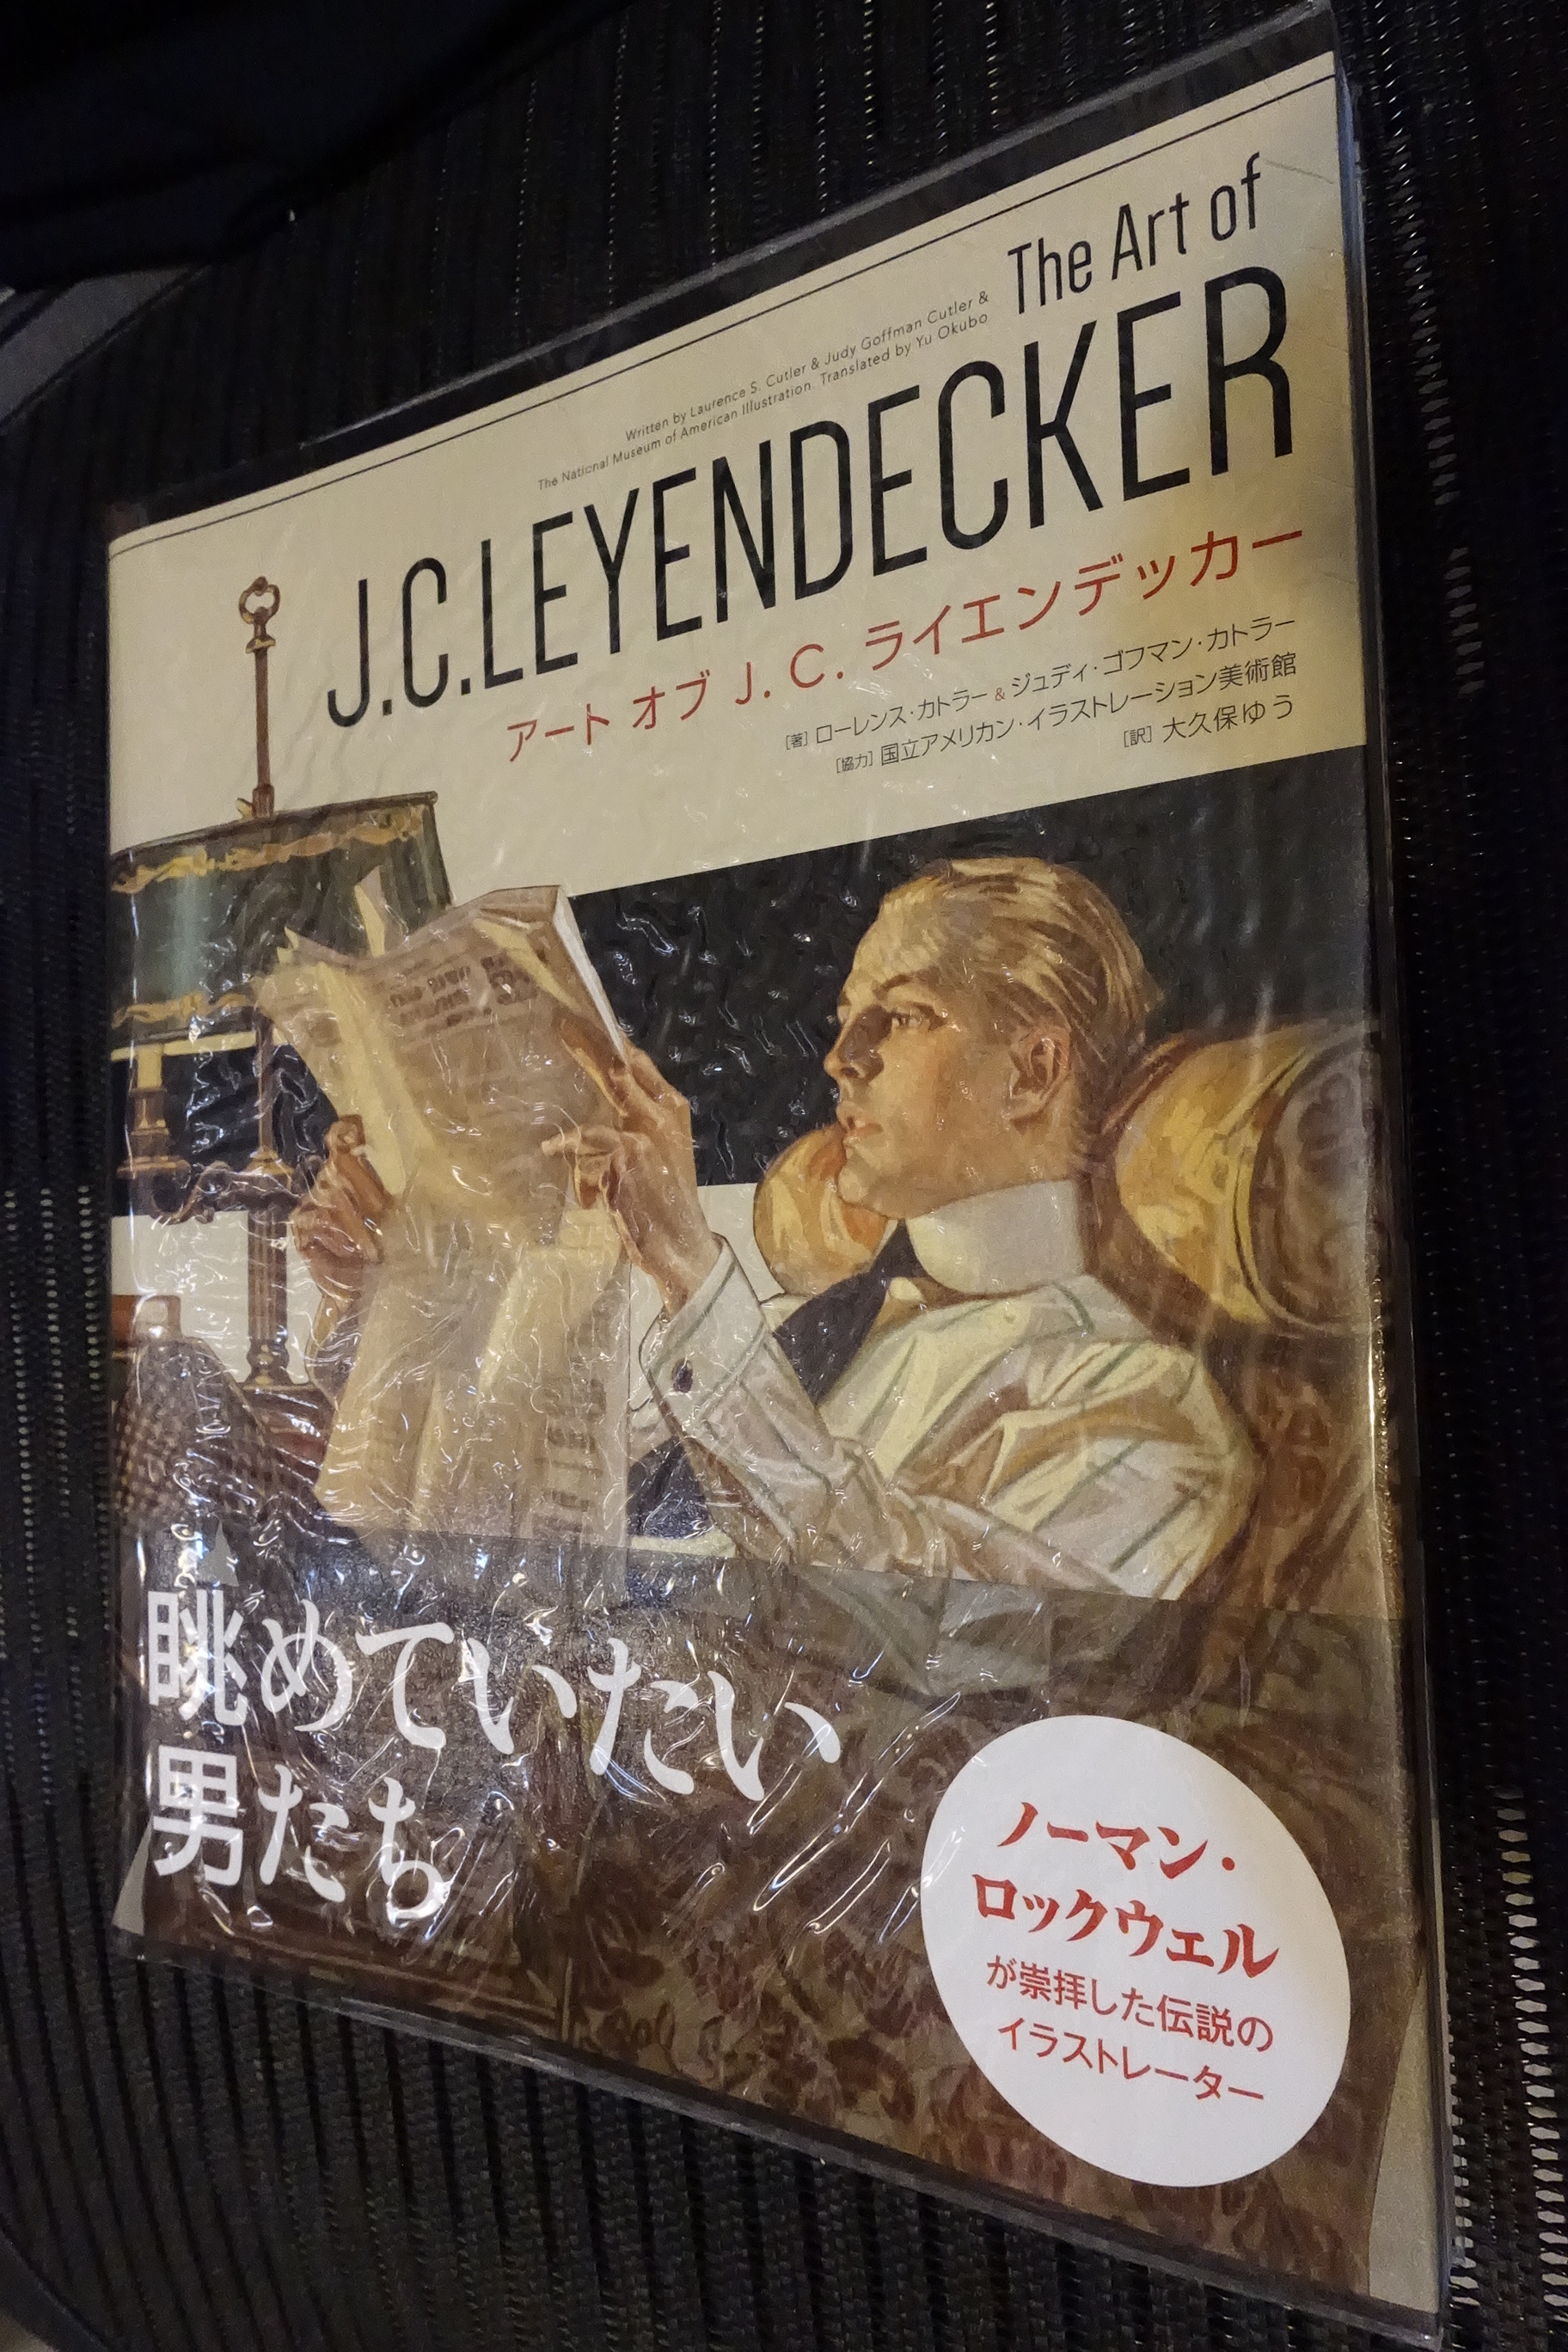 The Art of
Written by Laurence S. Cutler & Judy Goffman Cutler &
The National Museum of American Illustration. Translated by Yu Okubo
J.C.LEYENDECKER
アート オブ J. C. ライエンデッカー
[著] ローレンス・カトラー & ジュディ・ゴフマン・カトラー
[協力] 国立アメリカン・イラストレーション美術館
[訳] 大久保ゆう
眺めていたい
男たち
ノーマン・
ロックウェル
が崇拝した伝説の
イラストレーター